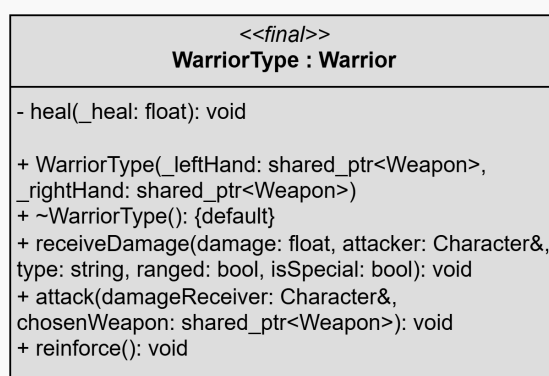 <<final>>
WarriorType : Warrior
- heal(_heal: float): void
+ WarriorType(_leftHand: shared_ptr<Weapon>,
_rightHand: shared_ptr<Weapon>)
+ ~WarriorType(): {default}
+ receiveDamage(damage: float, attacker: Character&,
type: string, ranged: bool, isSpecial: bool): void
+ attack(damageReceiver: Character&,
chosenWeapon: shared_ptr<Weapon>): void
+ reinforce(): void